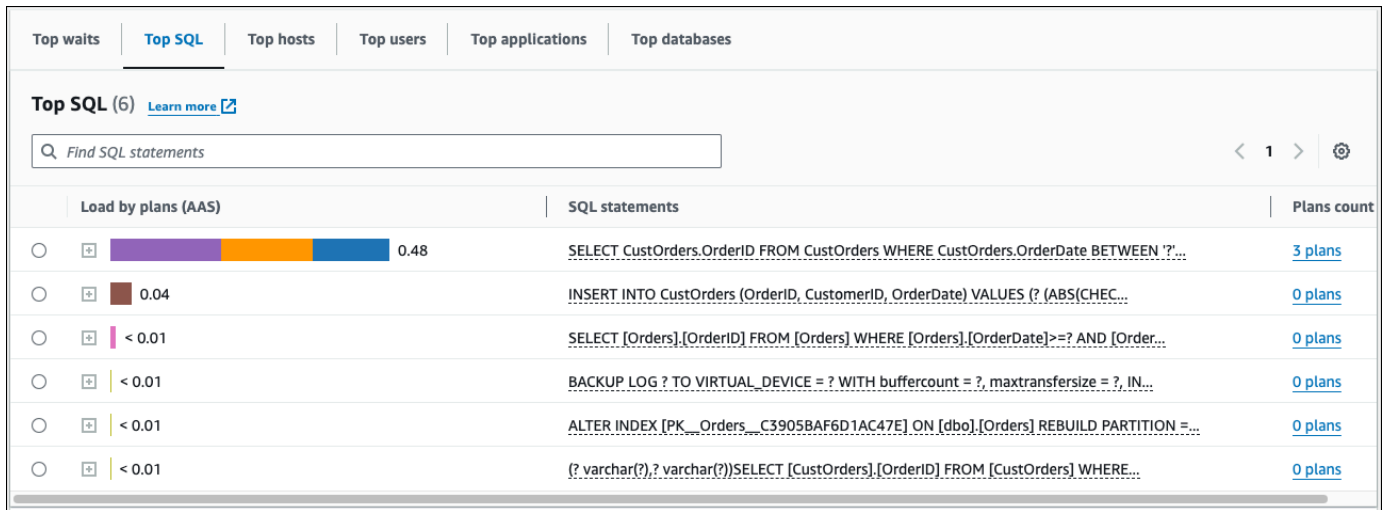 Top waits Top SQL Top hosts Top users Top applications Top databases
Top SQL (6) Learn more
Find SQL statements
1
Load by plans (AAS) SQL statements Plans count
0.48 SELECT CustOrders.OrderID FROM CustOrders WHERE CustOrders.OrderDate BETWEEN '?'... 3 plans
0.04 INSERT INTO CustOrders (OrderID, CustomerID, OrderDate) VALUES (? (ABS(CHEC... 0 plans
< 0.01 SELECT [Orders].[OrderID] FROM [Orders] WHERE [Orders].[OrderDate]>=? AND [Order... 0 plans
< 0.01 BACKUP LOG ? TO VIRTUAL_DEVICE = ? WITH buffercount = ?, maxtransfersize = ?, IN... 0 plans
< 0.01 ALTER INDEX [PK__Orders__C3905BAF6D1AC47E] ON [dbo].[Orders] REBUILD PARTITION =... 0 plans
< 0.01 (? varchar(?),? varchar(?))SELECT [CustOrders].[OrderID] FROM [CustOrders] WHERE... 0 plans